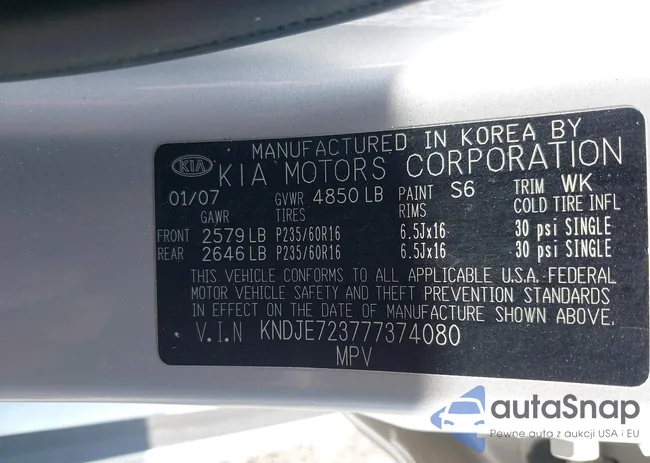 MANUFACTURED IN KOREA BY
KIA KIA MOTORS CORPORATION
01/07 GVWR 4850 LB PAINT S6 TRIM WK
GAWR TIRES RIMS COLD TIRE INFL
FRONT 2579 LB P235/60R16 6.5Jx16 30 psi SINGLE
REAR 2646 LB P235/60R16 6.5Jx16 30 psi SINGLE
THIS VEHICLE CONFORMS TO ALL APPLICABLE U.S.A. FEDERAL
MOTOR VEHICLE SAFETY AND THEFT PREVENTION STANDARDS
IN EFFECT ON THE DATE OF MANUFACTURE SHOWN ABOVE.
V.I.N KNDJE723777374080
MPV
autaSnap
Pewne auta z aukcji USA i EU